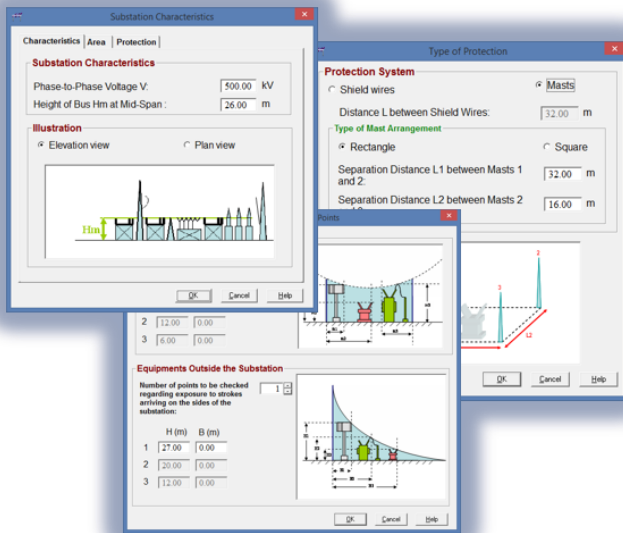 Substation Characteristics
Characteristics Area Protection
Substation Characteristics
Phase-to-Phase Voltage V: 500.00 kV
Height of Bus Hm at Mid-Span : 26.00 m
Illustration
Elevation view Plan view
Hm
OK Cancel Help
Type of Protection
Protection System
Shield wires Masts
Distance L between Shield Wires: 32.00 m
Type of Mast Arrangement
Rectangle Square
Separation Distance L1 between Masts 1
and 2: 32.00 m
Separation Distance L2 between Masts 2
16.00 m
2
3
L2
OK Cancel Help
Points
2 12.00 0.00
3 6.00 0.00
Equipments Outside the Substation
Number of points to be checked
regarding exposure to strokes
arriving on the sides of the
substation: 1
H (m) B (m)
1 27.00 0.00
2 20.00 0.00
3 12.00 0.00
OK Cancel Help